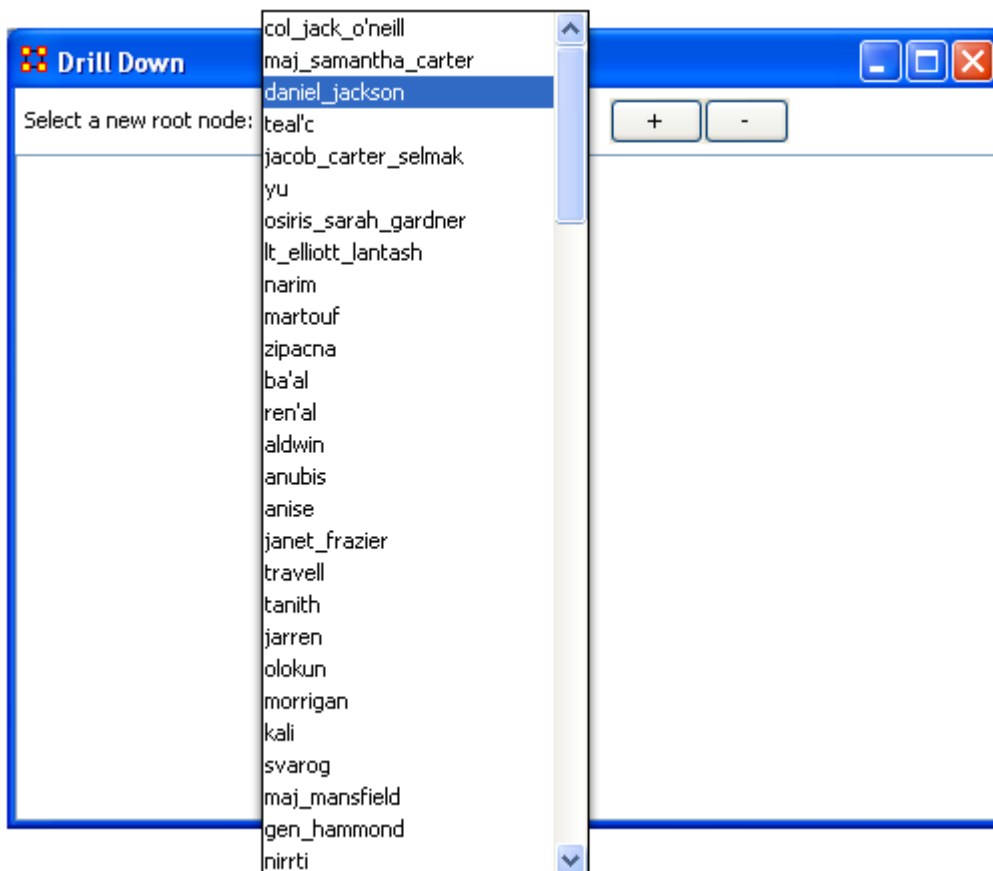 Drill Down
Select a new root node:
+ -
col_jack_o'neill
maj_samantha_carter
daniel_jackson
teal'c
jacob_carter_selmak
yu
osiris_sarah_gardner
lt_elliott_lantash
narim
martouf
zipacna
ba'al
ren'al
aldwin
anubis
anise
janet_frazier
travell
tanith
jarren
olokun
morrigan
kali
svarog
maj_mansfield
gen_hammond
nirrti